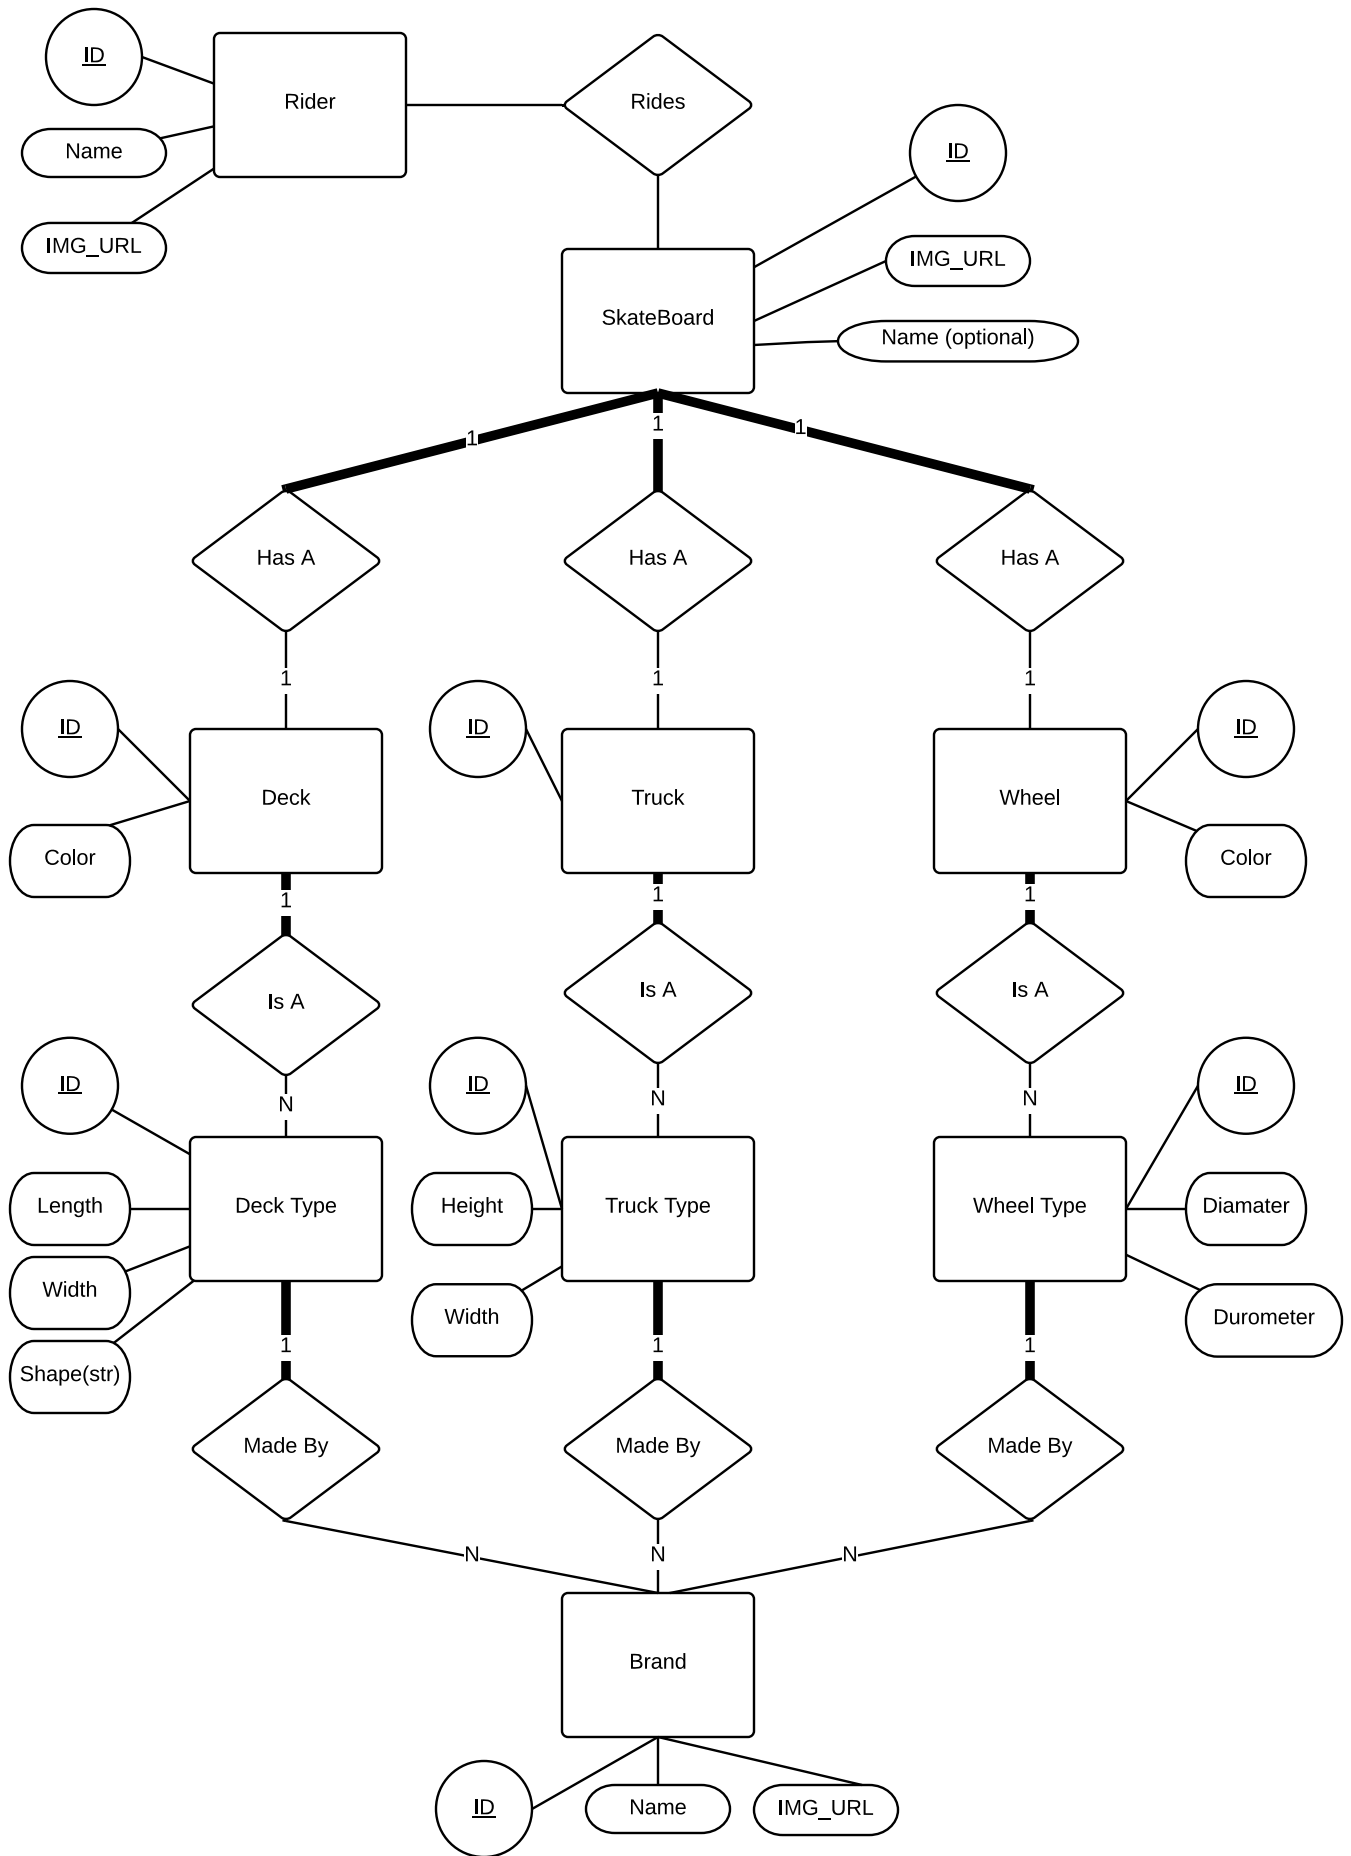 ID
Rider
Rides
Name
ID
IMG_URL
IMG_URL
SkateBoard
Name (optional)
1
1
1
Has A
Has A
Has A
1
1
1
ID
ID
ID
Deck
Truck
Wheel
Color
Color
1
1
1
Is A
Is A
Is A
ID
ID
ID
N
N
N
Length
Deck Type
Height
Truck Type
Wheel Type
Diamater
Width
Width
Durometer
Shape(str)
1
1
1
Made By
Made By
Made By
N
N
N
Brand
ID
Name
IMG_URL